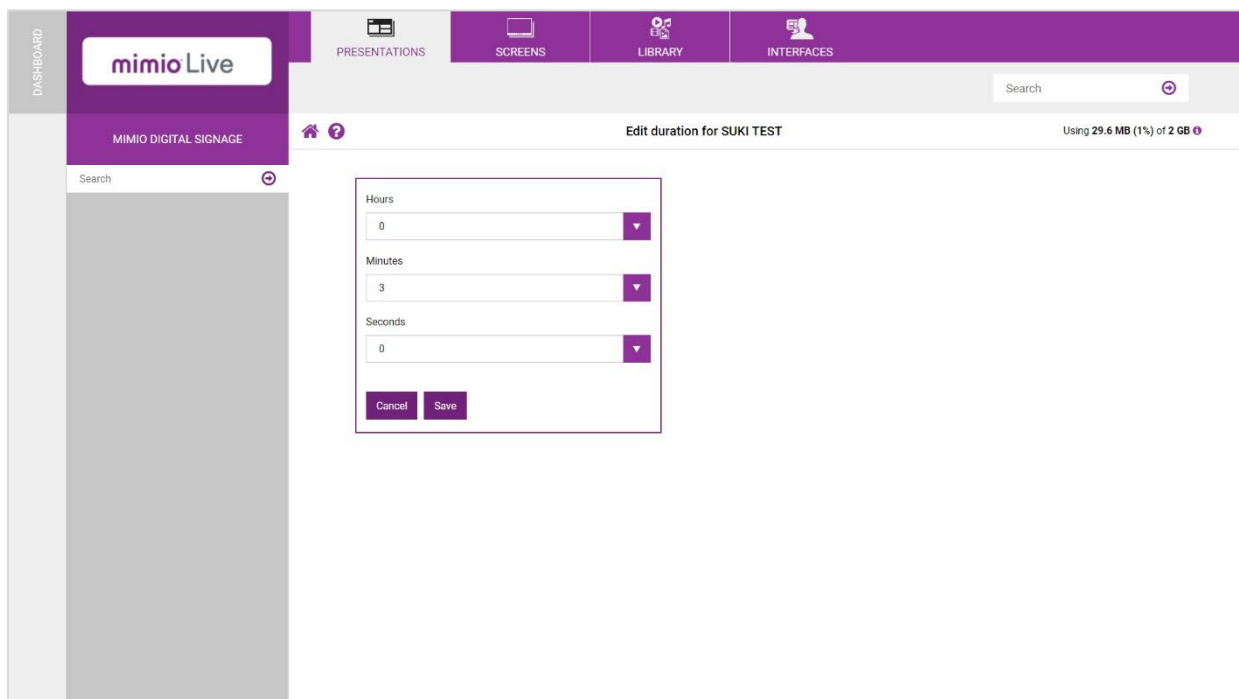 DASHBOARD
mimio Live
PRESENTATIONS
SCREENS
LIBRARY
INTERFACES
Search
MIMIO DIGITAL SIGNAGE
Edit duration for SUKI TEST
Using 29.6 MB (1%) of 2 GB
Search
Hours
0
Minutes
3
Seconds
0
Cancel Save